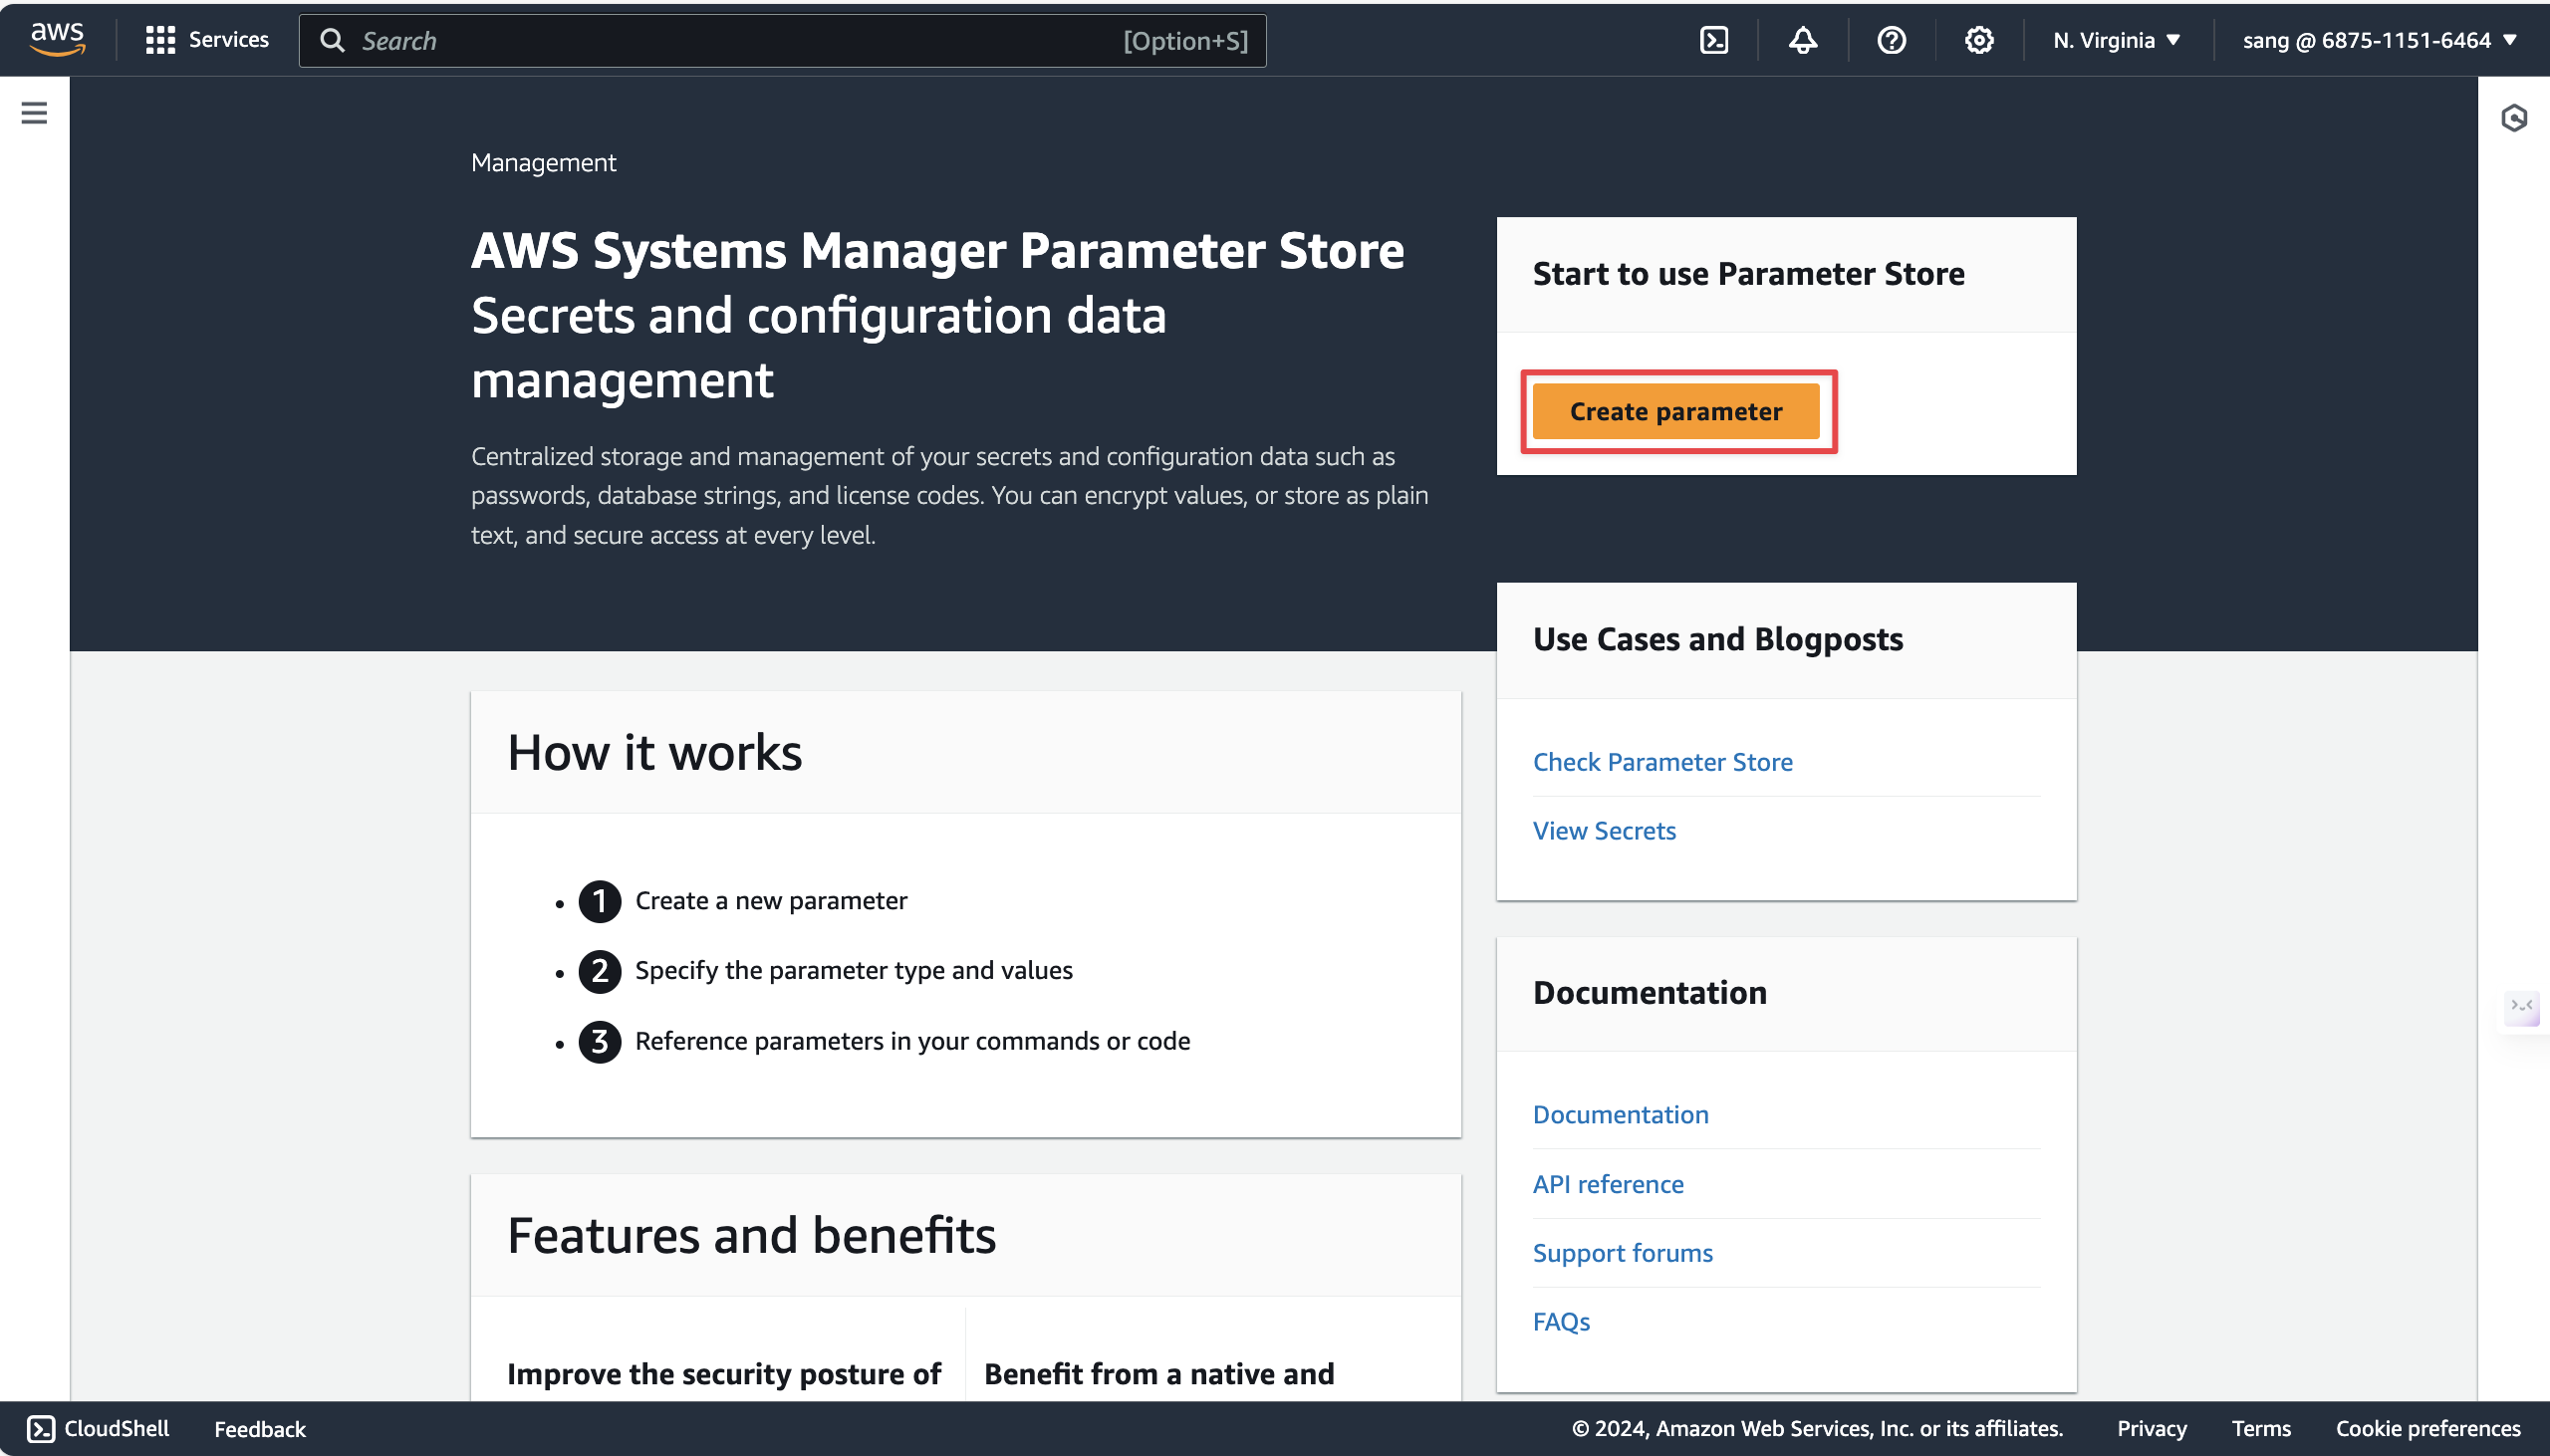 aws
Services
Search
[Option+S]
N. Virginia
sang @ 6875-1151-6464
Management
AWS Systems Manager Parameter Store
Secrets and configuration data
management
Centralized storage and management of your secrets and configuration data such as
passwords, database strings, and license codes. You can encrypt values, or store as plain
text, and secure access at every level.
Start to use Parameter Store
Create parameter
Use Cases and Blogposts
Check Parameter Store
View Secrets
How it works
1 Create a new parameter
2 Specify the parameter type and values
3 Reference parameters in your commands or code
Documentation
Documentation
API reference
Support forums
FAQs
Features and benefits
Improve the security posture of
Benefit from a native and
CloudShell
Feedback
© 2024, Amazon Web Services, Inc. or its affiliates.
Privacy
Terms
Cookie preferences